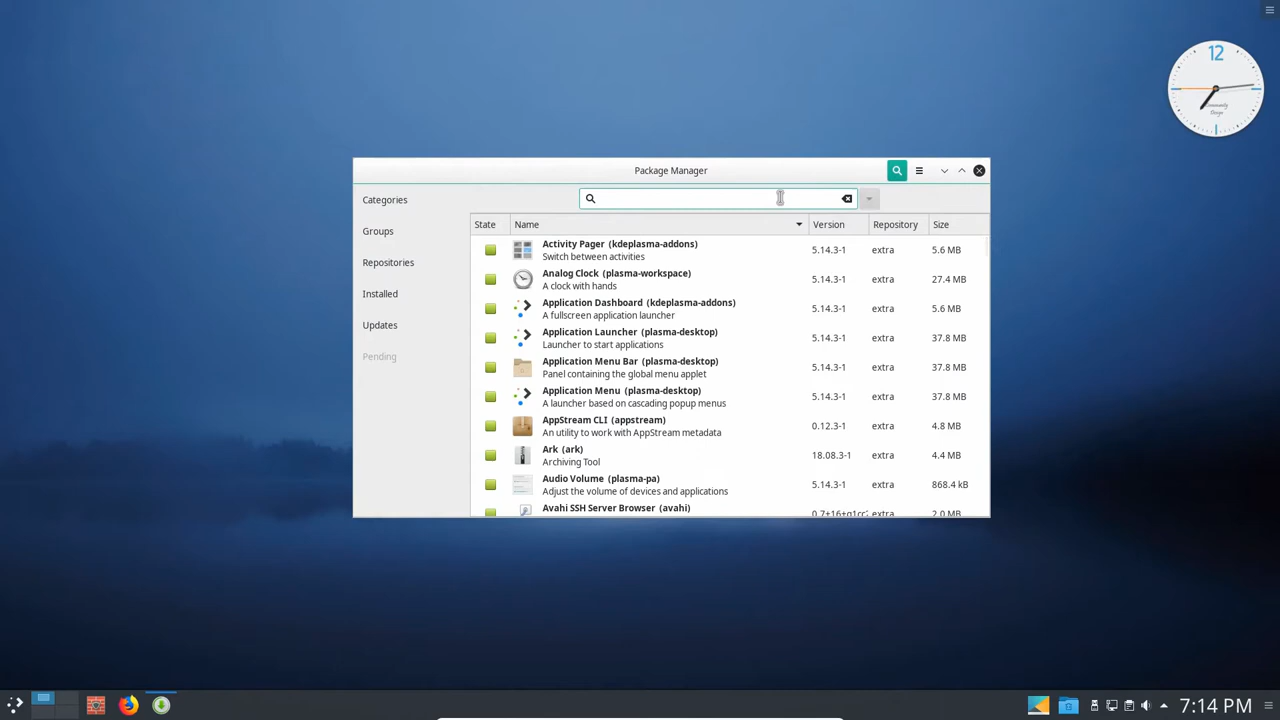 12
Community
Design
Package Manager
Categories
Groups
Repositories
Installed
Updates
Pending
State Name Version Repository Size
Activity Pager (kdeplasma-addons)
Switch between activities
5.14.3-1 extra 5.6 MB
Analog Clock (plasma-workspace)
A clock with hands
5.14.3-1 extra 27.4 MB
Application Dashboard (kdeplasma-addons)
A fullscreen application launcher
5.14.3-1 extra 5.6 MB
Application Launcher (plasma-desktop)
Launcher to start applications
5.14.3-1 extra 37.8 MB
Application Menu Bar (plasma-desktop)
Panel containing the global menu applet
5.14.3-1 extra 37.8 MB
Application Menu (plasma-desktop)
A launcher based on cascading popup menus
5.14.3-1 extra 37.8 MB
AppStream CLI (appstream)
An utility to work with AppStream metadata
0.12.3-1 extra 4.8 MB
Ark (ark)
Archiving Tool
18.08.3-1 extra 4.4 MB
Audio Volume (plasma-pa)
Adjust the volume of devices and applications
5.14.3-1 extra 868.4 kB
Avahi SSH Server Browser (avahi)
extra 2.0 MB
7:14 PM